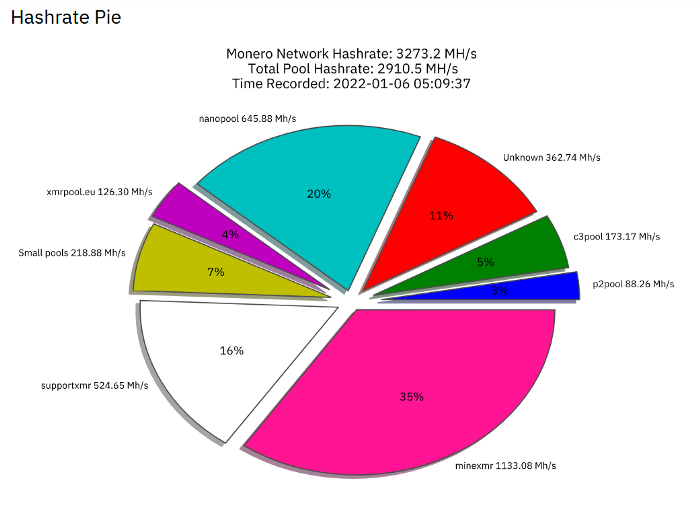 Hashrate Pie
Monero Network Hashrate: 3273.2 MH/s
Total Pool Hashrate: 2910.5 MH/s
Time Recorded: 2022-01-06 05:09:37
nanopool 645.88 Mh/s
Unknown 362.74 Mh/s
xmrpool.eu 126.30 Mh/s
20%
11%
c3pool 173.17 Mh/s
4%
Small pools 218.88 Mh/s
7%
5%
p2pool 88.26 Mh/s
3%
16%
supportxmr 524.65 Mh/s
35%
minexmr 1133.08 Mh/s